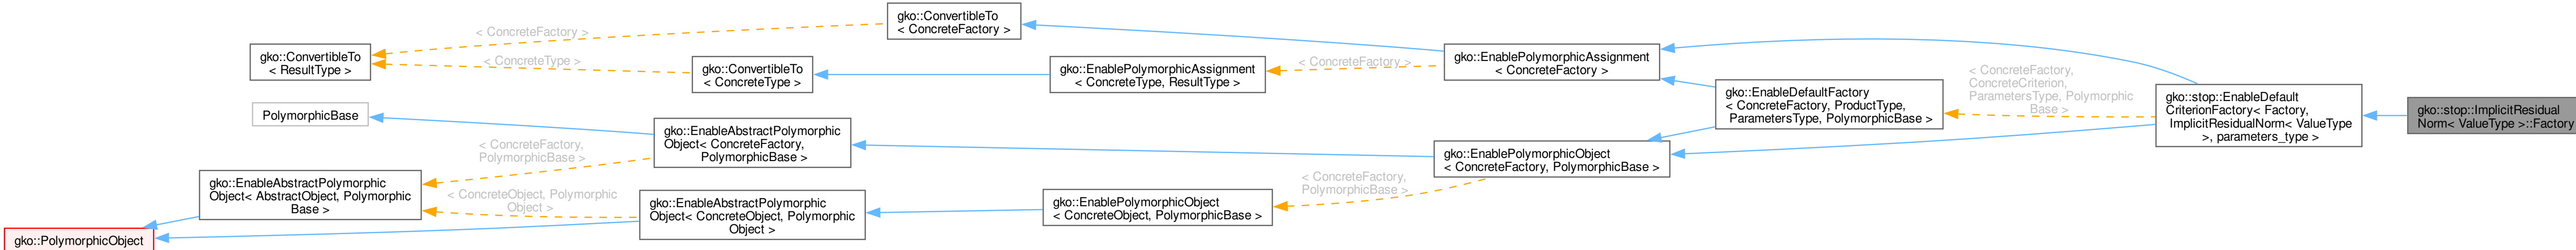 gko::ConvertibleTo
< ConcreteFactory >
< ConcreteFactory >
gko::ConvertibleTo
< ResultType >
< ConcreteType >
gko::ConvertibleTo
< ConcreteType >
gko::EnablePolymorphicAssignment
< ConcreteType, ResultType >
< ConcreteFactory >
gko::EnablePolymorphicAssignment
< ConcreteFactory >
gko::EnableDefaultFactory
< ConcreteFactory, ProductType,
ParametersType, PolymorphicBase >
< ConcreteFactory,
ConcreteCriterion,
ParametersType, Polymorphic
Base >
gko::stop::EnableDefault
CriterionFactory< Factory,
ImplicitResidualNorm< ValueType
>, parameters_type >
gko::stop::ImplicitResidual
Norm< ValueType >::Factory
PolymorphicBase
gko::EnableAbstractPolymorphic
Object< ConcreteFactory,
PolymorphicBase >
< ConcreteFactory,
PolymorphicBase >
gko::EnablePolymorphicObject
< ConcreteFactory, PolymorphicBase >
gko::EnableAbstractPolymorphic
Object< AbstractObject, Polymorphic
Base >
< ConcreteObject, Polymorphic
Object >
gko::EnableAbstractPolymorphic
Object< ConcreteObject, Polymorphic
Object >
gko::EnablePolymorphicObject
< ConcreteObject, PolymorphicBase >
< ConcreteFactory,
PolymorphicBase >
gko::PolymorphicObject